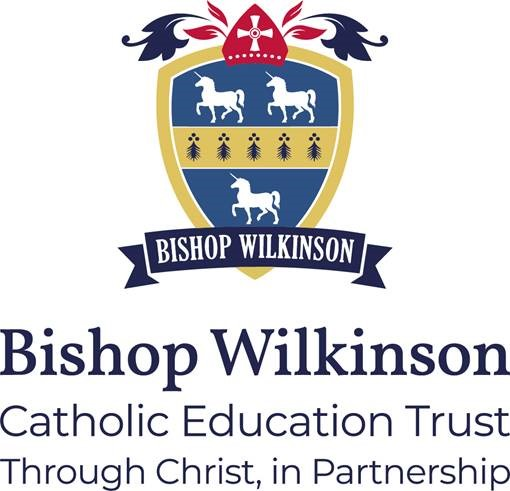 BISHOP WILKINSON
Bishop Wilkinson
Catholic Education Trust
Through Christ, in Partnership